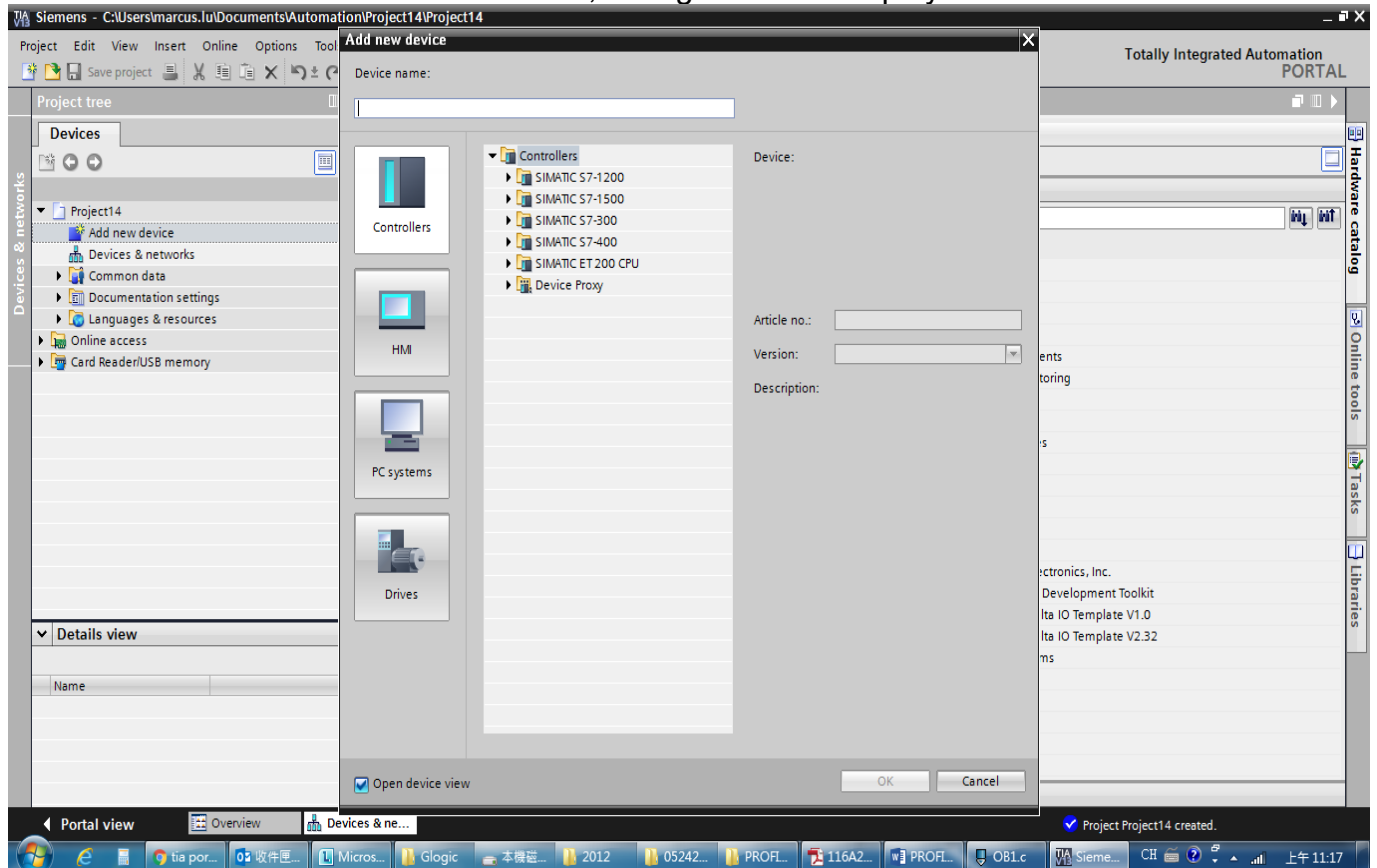 Siemens - C:\Users\marcus.lu\Documents\Automation\Project14\Project14
Project Edit View Insert Online Options Tool
Save project
Totally Integrated Automation
PORTAL
Project tree
Devices
Devices & networks
Project14
Add new device
Devices & networks
Common data
Documentation settings
Languages & resources
Online access
Card Reader/USB memory
Details view
Name
Add new device
Device name:
Controllers
HMI
PC systems
Drives
Controllers
SIMATIC S7-1200
SIMATIC S7-1500
SIMATIC S7-300
SIMATIC S7-400
SIMATIC ET 200 CPU
Device Proxy
Device:
Article no.:
Version:
Description:
Open device view
OK Cancel
ents
toring
ectronics, Inc.
Development Toolkit
lta IO Template V1.0
lta IO Template V2.32
ms
Hardware catalog
Online tools
Tasks
Libraries
Portal view Overview Devices & ne...
Project Project14 created.
tia por... 收件匣... Micros... Glogic 本機磁... 2012 05242... PROFI... 116A2... PROFI... OB1.c Sieme... CH 上午 11:17